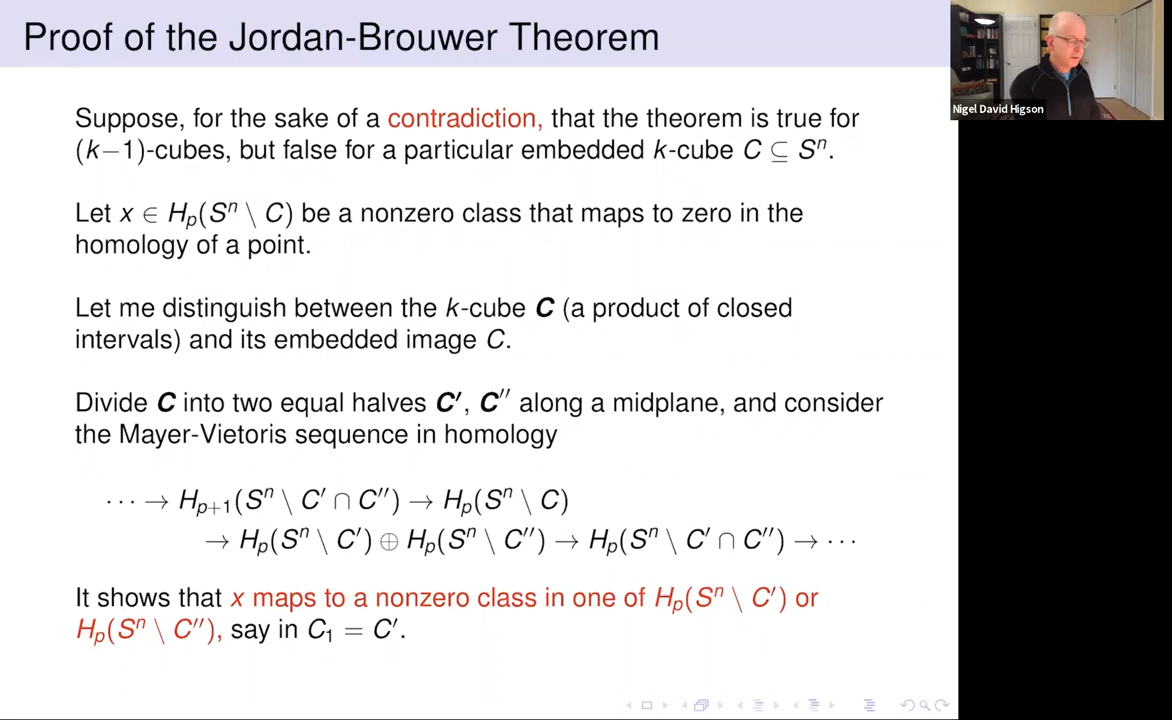 Proof of the Jordan-Brouwer Theorem
Nigel David Higson
Suppose, for the sake of a contradiction, that the theorem is true for
(k−1)-cubes, but false for a particular embedded k-cube C ⊆ Sⁿ.
Let x ∈ Hₚ(Sⁿ \ C) be a nonzero class that maps to zero in the
homology of a point.
Let me distinguish between the k-cube C (a product of closed
intervals) and its embedded image C.
Divide C into two equal halves C′, C″ along a midplane, and consider
the Mayer-Vietoris sequence in homology
⋯ → Hₚ₊₁(Sⁿ \ C′ ∩ C″) → Hₚ(Sⁿ \ C)
→ Hₚ(Sⁿ \ C′) ⊕ Hₚ(Sⁿ \ C″) → Hₚ(Sⁿ \ C′ ∩ C″) → ⋯
It shows that x maps to a nonzero class in one of Hₚ(Sⁿ \ C′) or
Hₚ(Sⁿ \ C″), say in C₁ = C′.